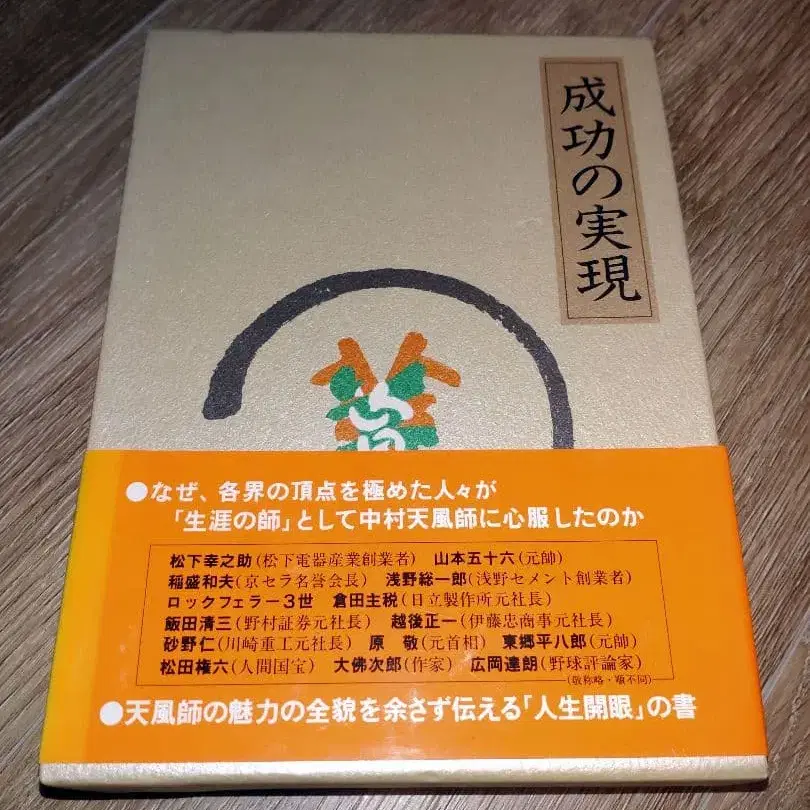 成功の実現
●なぜ、各界の頂点を極めた人々が
「生涯の師」として中村天風師に心服したのか
松下幸之助(松下電器産業創業者) 山本五十六(元帥)
稲盛和夫(京セラ名誉会長) 浅野総一郎(浅野セメント創業者)
ロックフェラー3世 倉田主税(日立製作所元社長)
飯田清三(野村証券元社長) 越後正一(伊藤忠商事元社長)
砂野仁(川崎重工元社長) 原 敬(元首相) 東郷平八郎(元帥)
松田権六(人間国宝) 大佛次郎(作家) 広岡達朗(野球評論家)
(敬称略・順不同)
●天風師の魅力の全貌を余さず伝える「人生開眼」の書